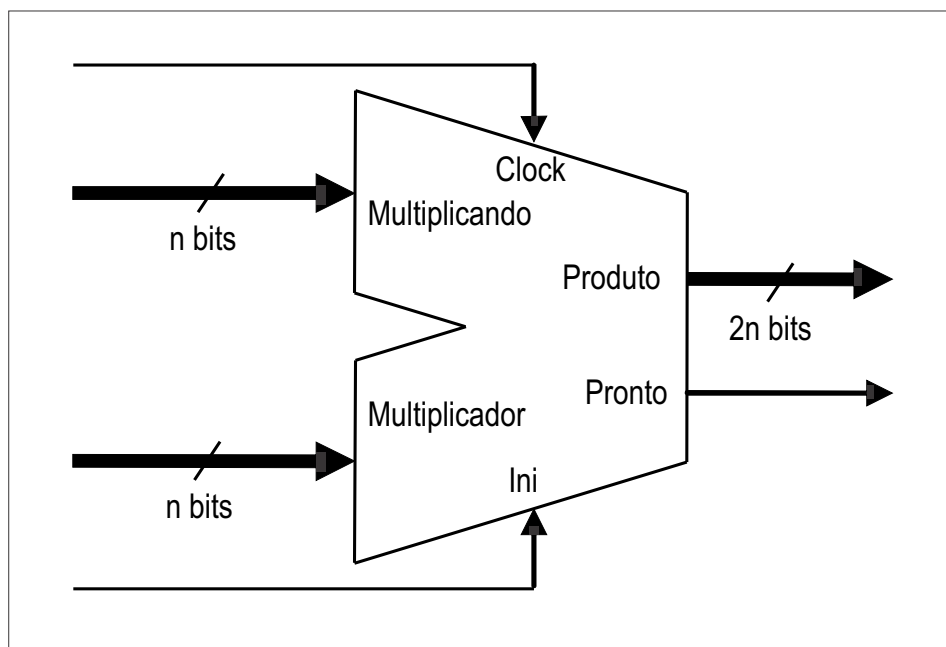 Clock
n bits
Multiplicando
Produto
2n bits
Pronto
Multiplicador
n bits
Ini